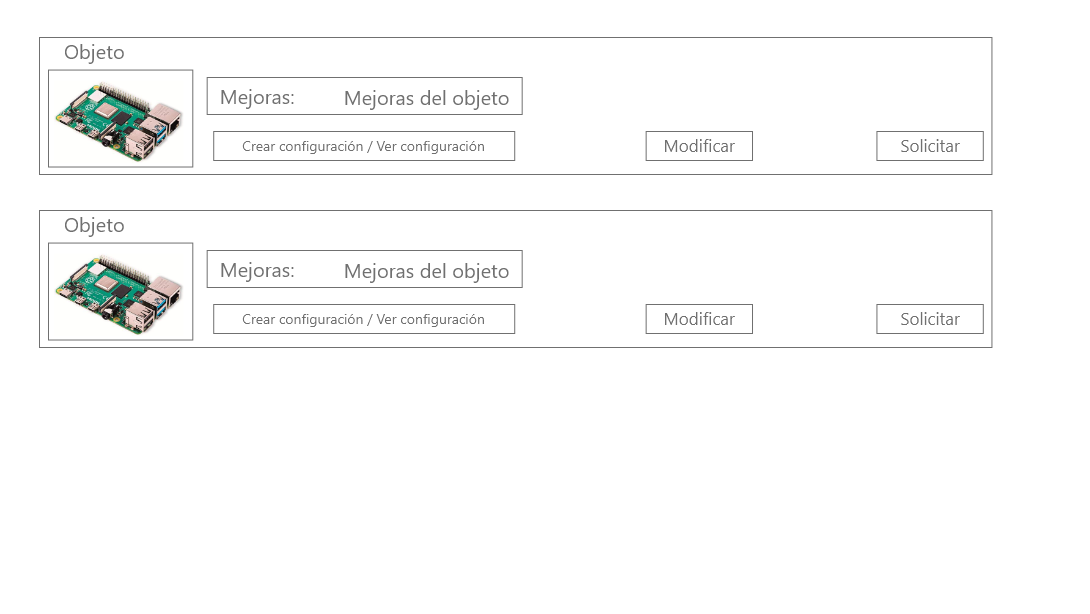 Objeto
Mejoras: Mejoras del objeto
Crear configuración / Ver configuración
Modificar
Solicitar
Objeto
Mejoras: Mejoras del objeto
Crear configuración / Ver configuración
Modificar
Solicitar